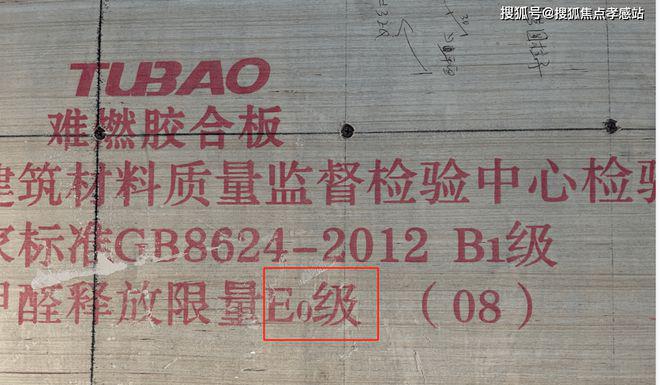 搜狐号@搜狐焦点孝感站
TUBAO
难燃胶合板
建筑材料质量监督检验中心检验
家标准GB8624-2012 B1级
甲醛释放限量E0级 (08)